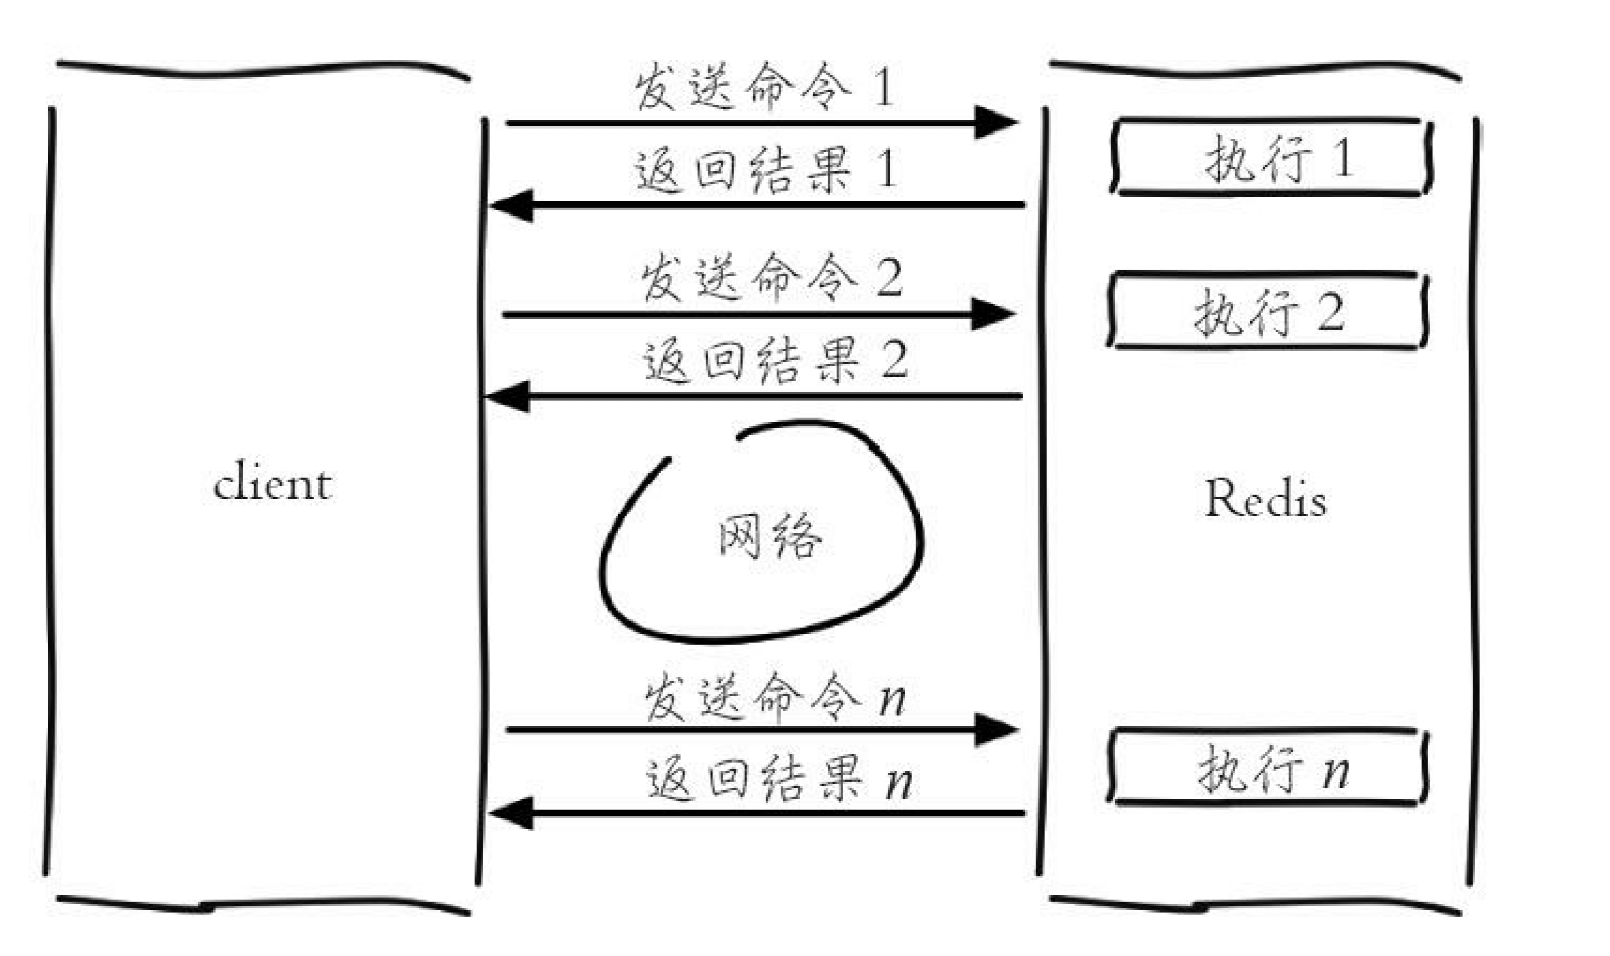 发送命令 1
执行 1
返回结果 1
发送命令 2
执行 2
返回结果 2
client
网络
Redis
发送命令 n
执行 n
返回结果 n